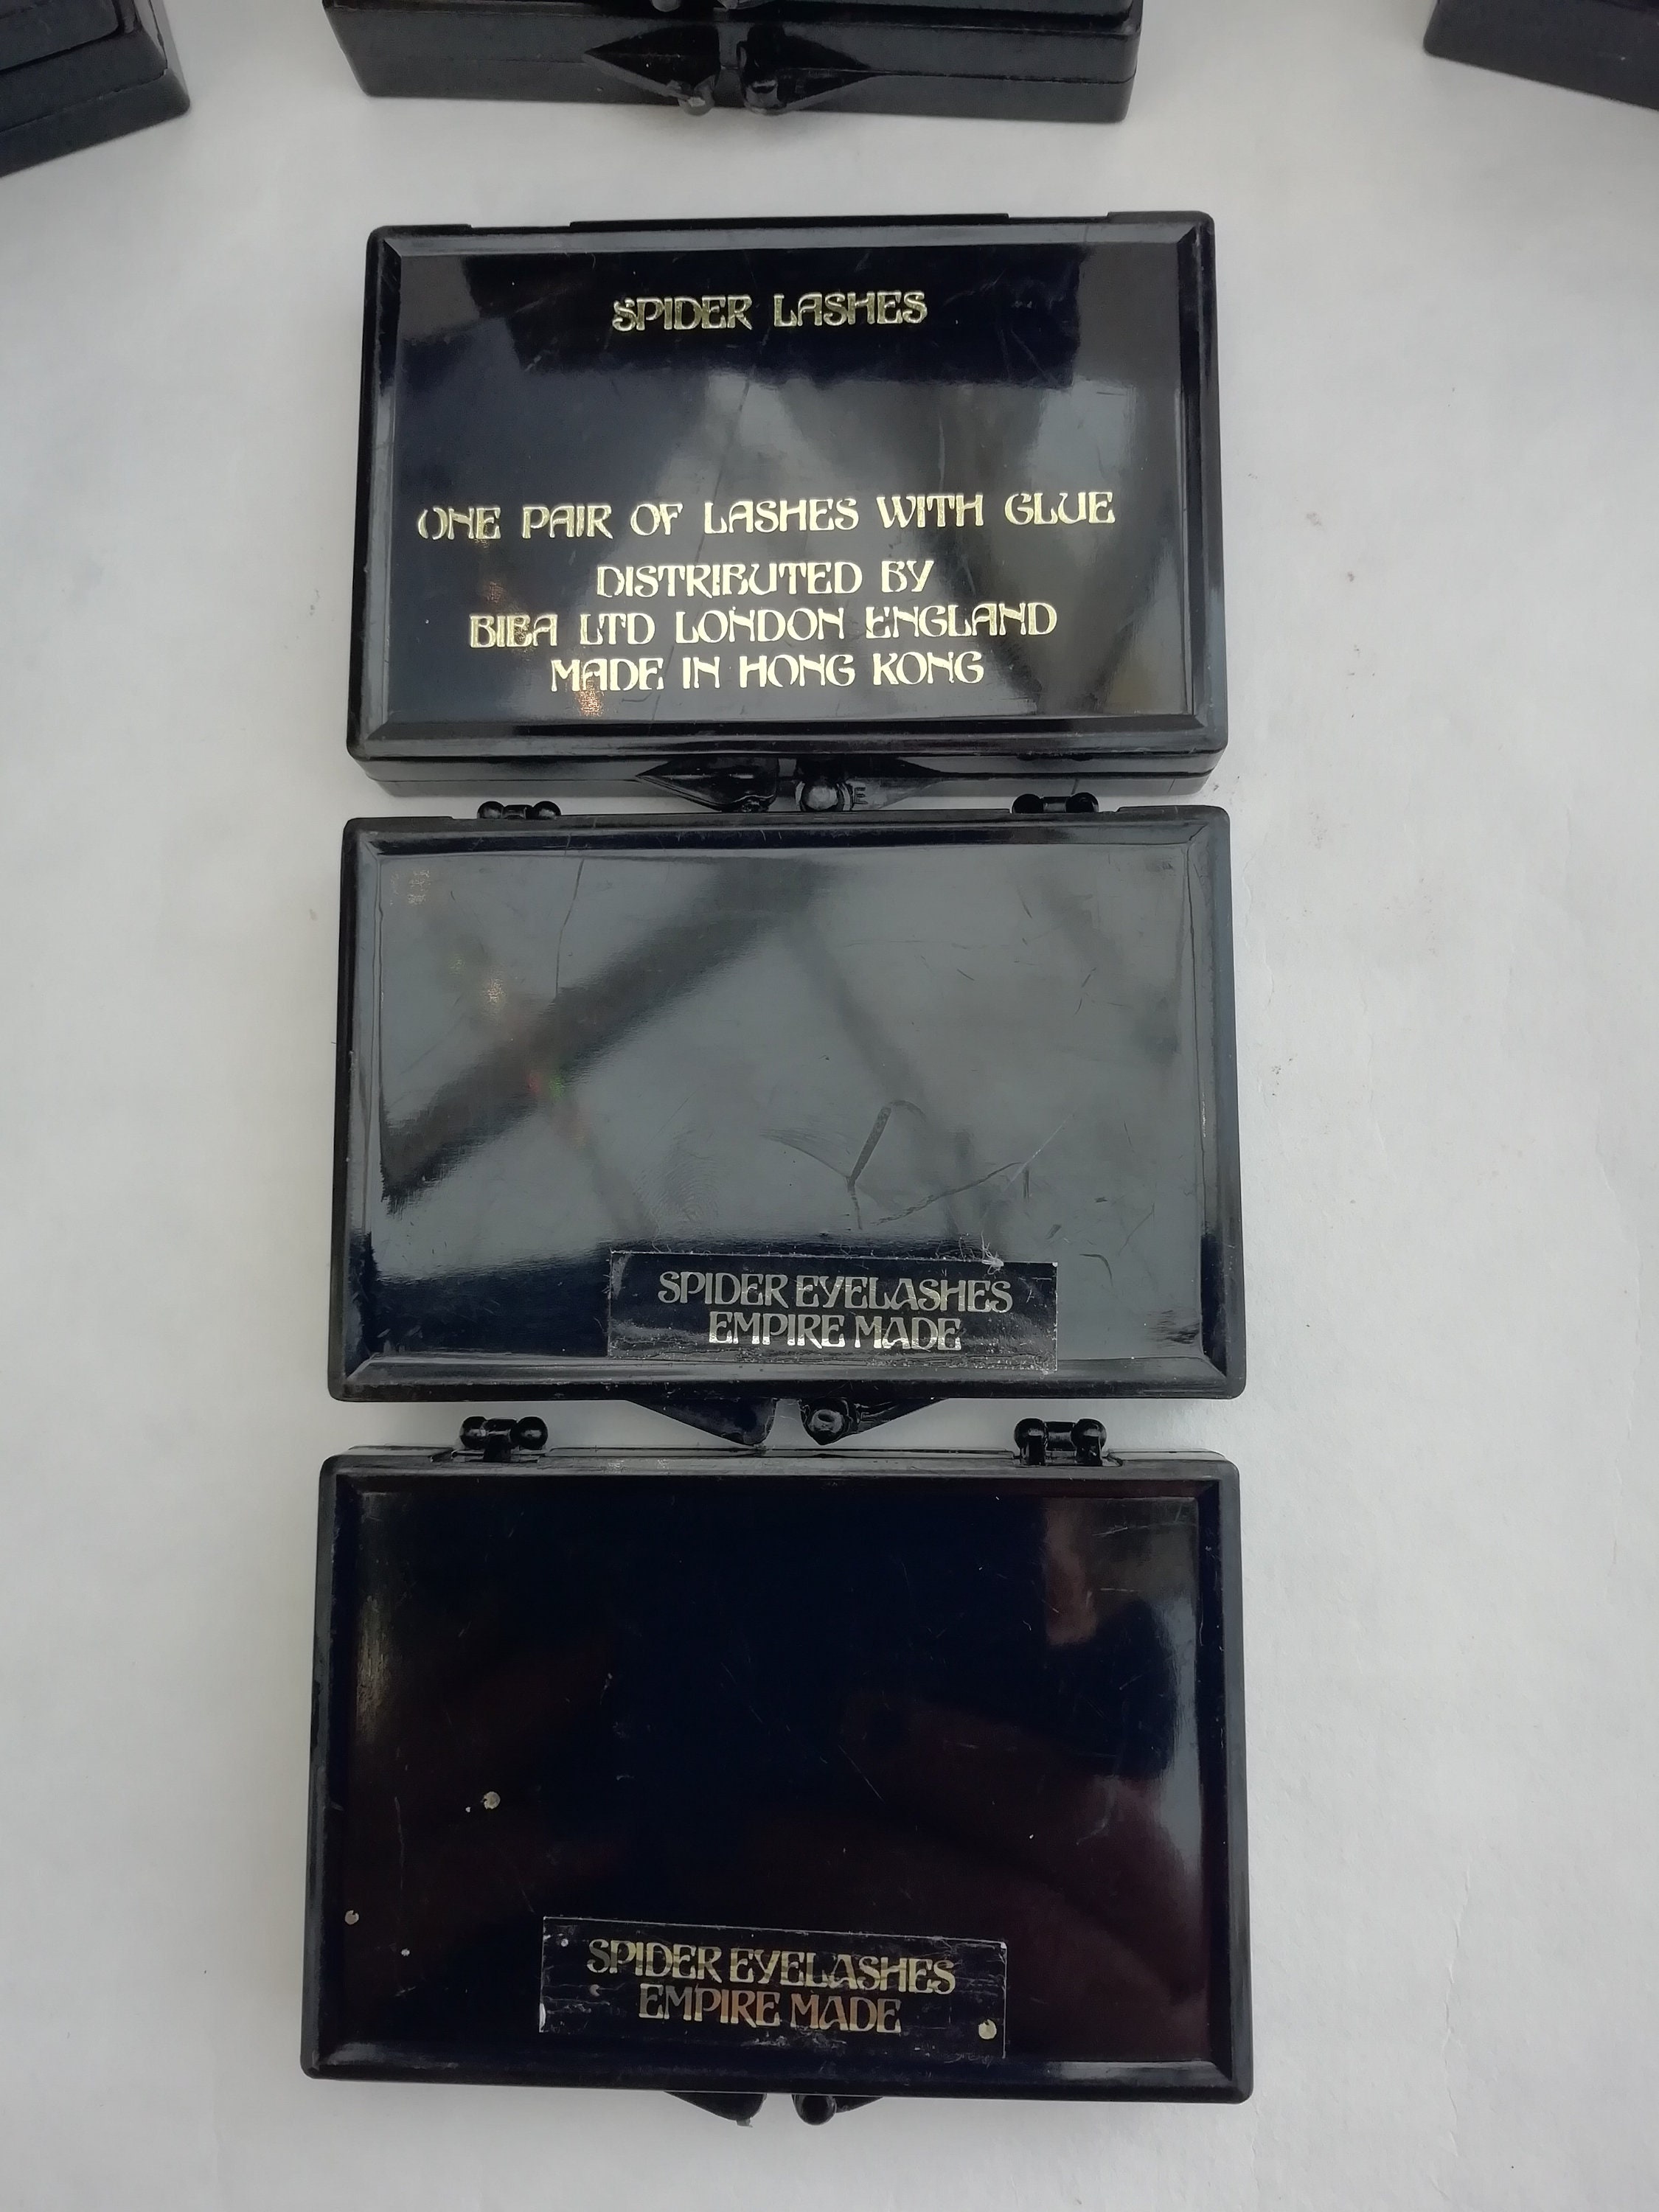 SPIDER LASHES
ONE PAIR OF LASHES WITH GLUE
DISTRIBUTED BY
BIBA LTD LONDON ENGLAND
MADE IN HONG KONG
SPIDER EYELASHES
EMPIRE MADE
SPIDER EYELASHES
EMPIRE MADE